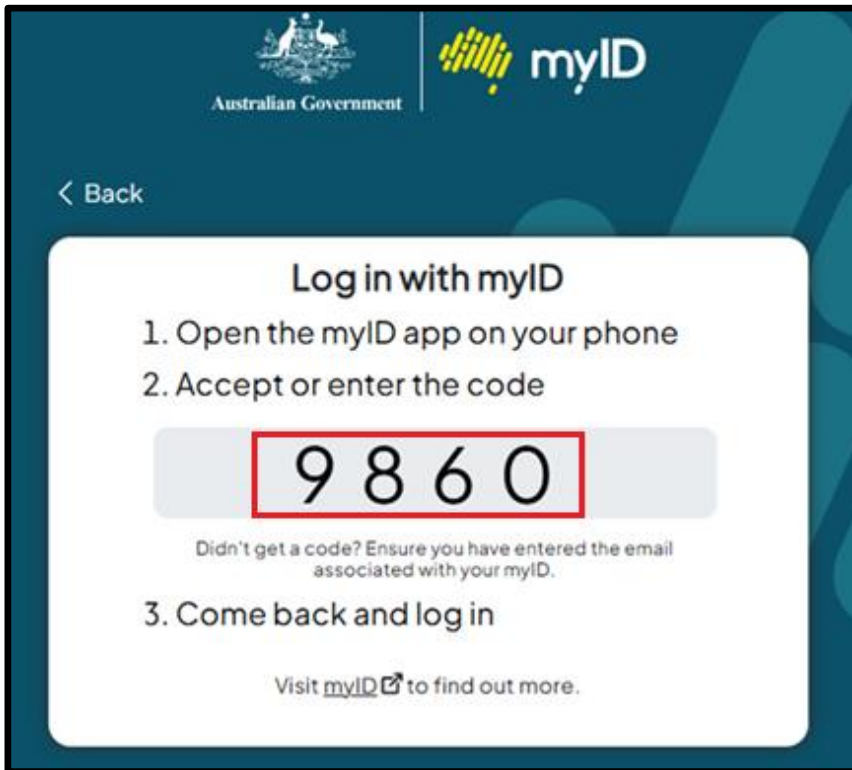 Australian Government
myID
< Back
Log in with myID
1. Open the myID app on your phone
2. Accept or enter the code
9 8 6 0
Didn't get a code? Ensure you have entered the email
associated with your myID.
3. Come back and log in
Visit myID to find out more.